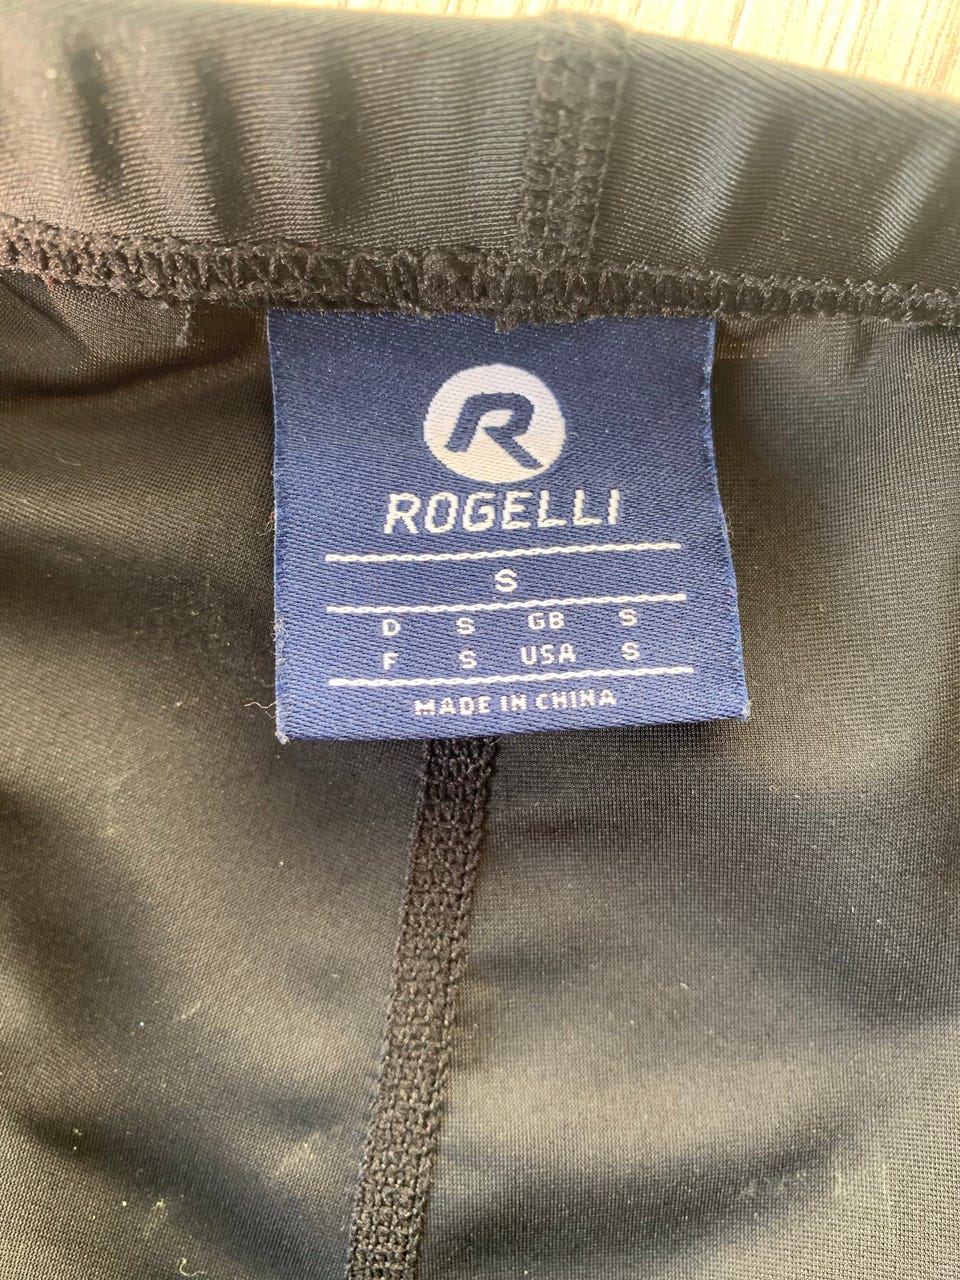 R
ROGELLI
S
D S GB S
F S USA S
MADE IN CHINA